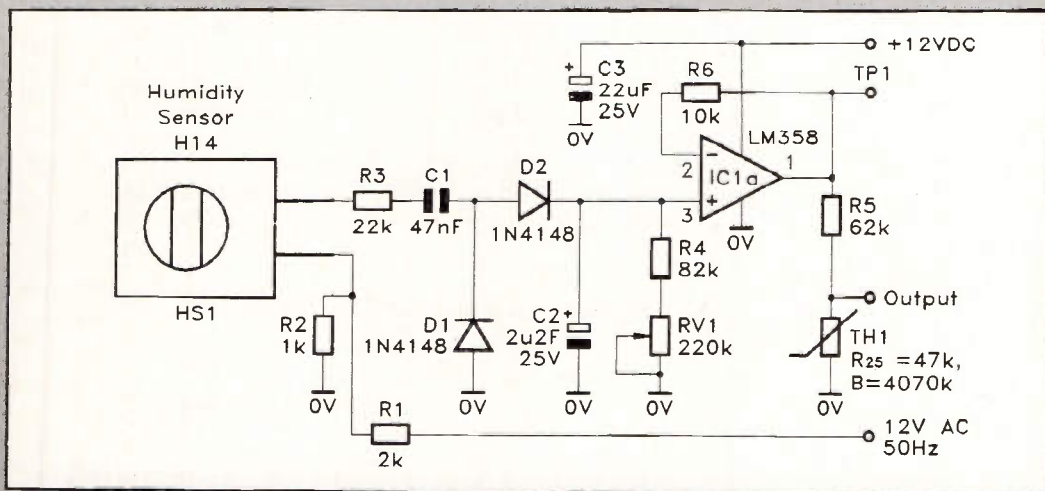 +12VDC
TP1
R6
10k
C3
22uF
25V
0V
+
Humidity
Sensor
H14
HS1
LM358
IC1a
2
−
3
+
1
0V
R3
22k
C1
47nF
D2
1N4148
R4
82k
R5
62k
Output
TH1
R25 =47k,
B=4070k
0V
R2
1k
0V
D1
1N4148
0V
C2
2u2F
25V
+
0V
RV1
220k
0V
R1
2k
12V AC
50Hz